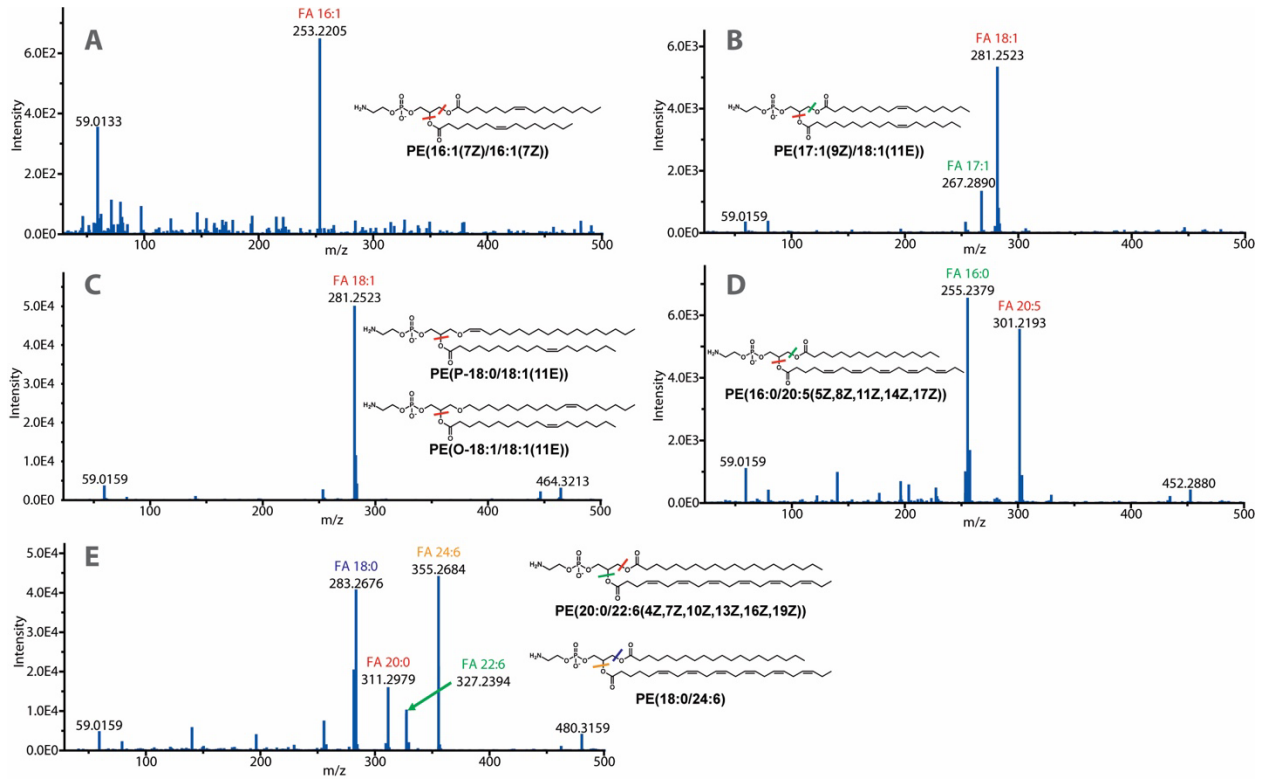 A
FA 16:1
253.2205
6.0E2
4.0E2
2.0E2
0.0E0
Intensity
59.0133
PE(16:1(7Z)/16:1(7Z))
100
200
300
400
500
m/z
B
FA 18:1
281.2523
6.0E3
4.0E3
2.0E3
0.0E0
Intensity
FA 17:1
267.2890
59.0159
H₂N
O
P
O
O⁻
O
O
O
O
PE(17:1(9Z)/18:1(11E))
100
200
300
400
500
m/z
C
FA 18:1
281.2523
5.0E4
4.0E4
3.0E4
2.0E4
1.0E4
0.0E0
Intensity
PE(P-18:0/18:1(11E))
PE(O-18:1/18:1(11E))
59.0159
464.3213
100
200
300
400
500
m/z
D
FA 16:0
255.2379
FA 20:5
301.2193
6.0E3
4.0E3
2.0E3
0.0E0
Intensity
PE(16:0/20:5(5Z,8Z,11Z,14Z,17Z))
59.0159
452.2880
100
200
300
400
500
m/z
E
FA 24:6
355.2684
FA 18:0
283.2676
FA 20:0
311.2979
FA 22:6
327.2394
5.0E4
4.0E4
3.0E4
2.0E4
1.0E4
0.0E0
Intensity
59.0159
480.3159
PE(20:0/22:6(4Z,7Z,10Z,13Z,16Z,19Z))
PE(18:0/24:6)
100
200
300
400
500
m/z